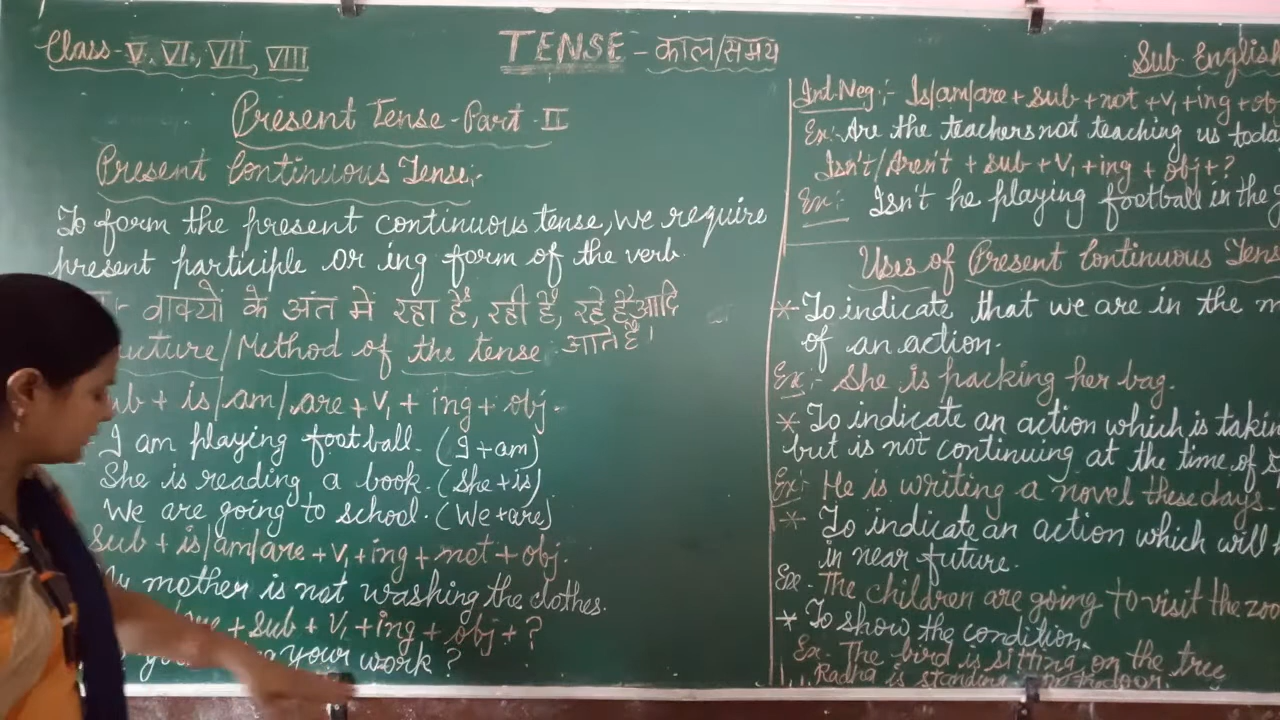 Class - V, VI, VII, VIII
TENSE - काल/समय
Sub English
Present Tense - Part - II
Present Continuous Tense:-
To form the present continuous tense, we require
present participle or ing form of the verb.
वाक्यों के अंत में रहा है, रही है, रहे हैं आदि
आते हैं।
/Method of the tense
+ is/am/are + V1 + ing + obj.
I am playing football. (I + am)
She is reading a book. (She + is)
We are going to school. (We + are)
Sub + is/am/are + V1 + ing + not + obj.
My mother is not washing the clothes.
+ sub + V1 + ing + obj + ?
your work ?
Int. Neg:- Is/am/are + sub + not + V1 + ing +
Ex:- Are the teachers not teaching us
Isn't/Aren't + sub + V1 + ing + obj + ?
Ex:- Isn't he playing football in the
Uses of Present Continuous
* To indicate that we are in the
of an action.
Ex:- She is packing her bag.
* To indicate an action which is
but is not continuing at the time of
Ex:- He is writing a novel these days.
* To indicate an action which will
in near future.
Ex - The children are going to visit the zoo
* To show the condition.
Ex - The bird is sitting on the tree
Radha is standing